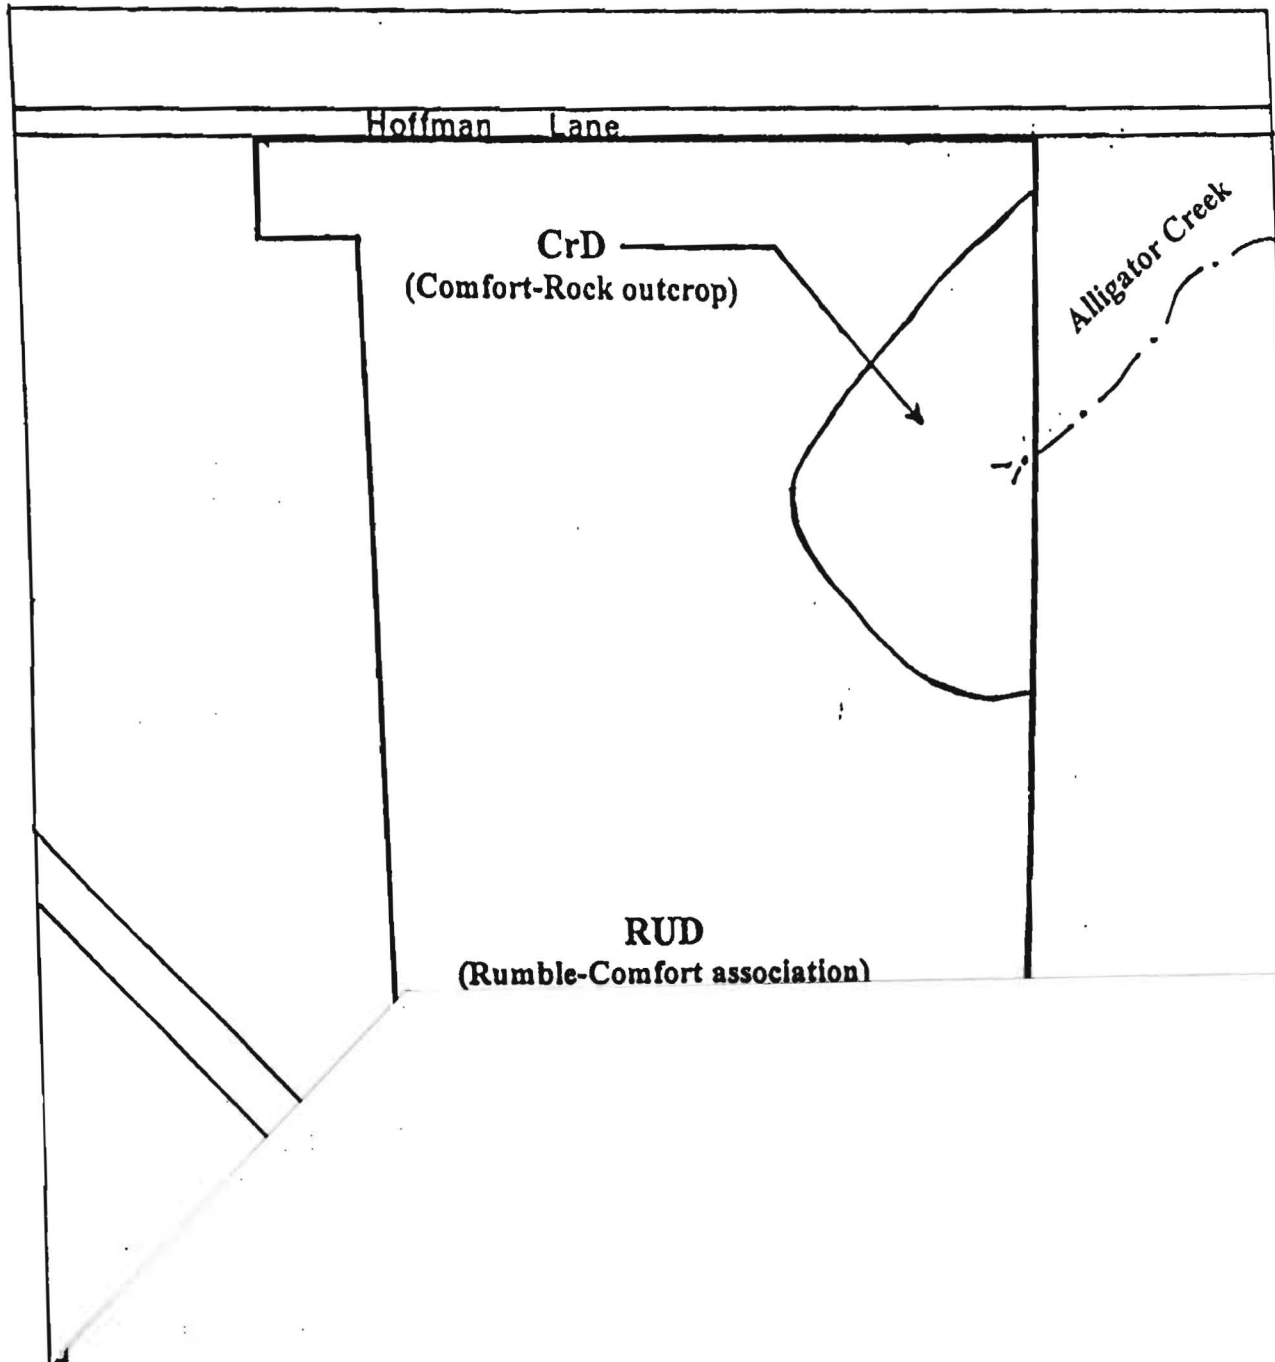 Hoffman Lane
CrD
(Comfort-Rock outcrop)
Alligator Creek
RUD
(Rumble-Comfort association)